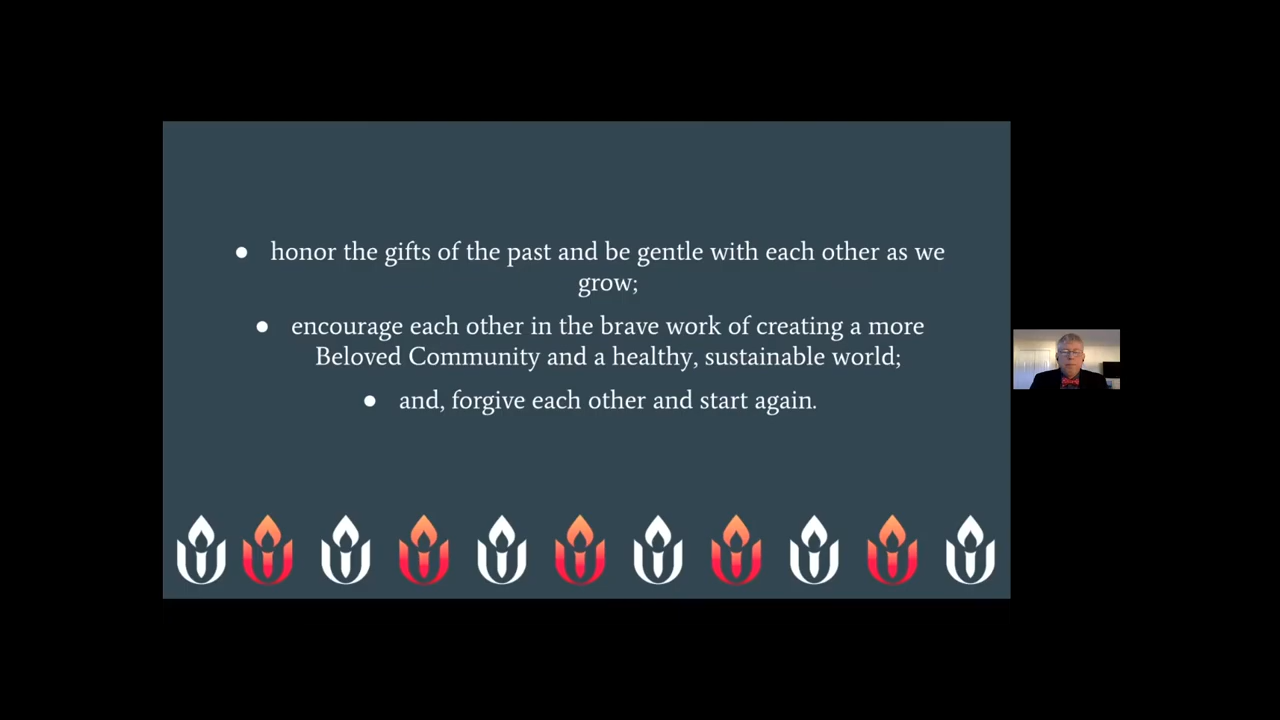 ● honor the gifts of the past and be gentle with each other as we
grow;
● encourage each other in the brave work of creating a more
Beloved Community and a healthy, sustainable world;
● and, forgive each other and start again.